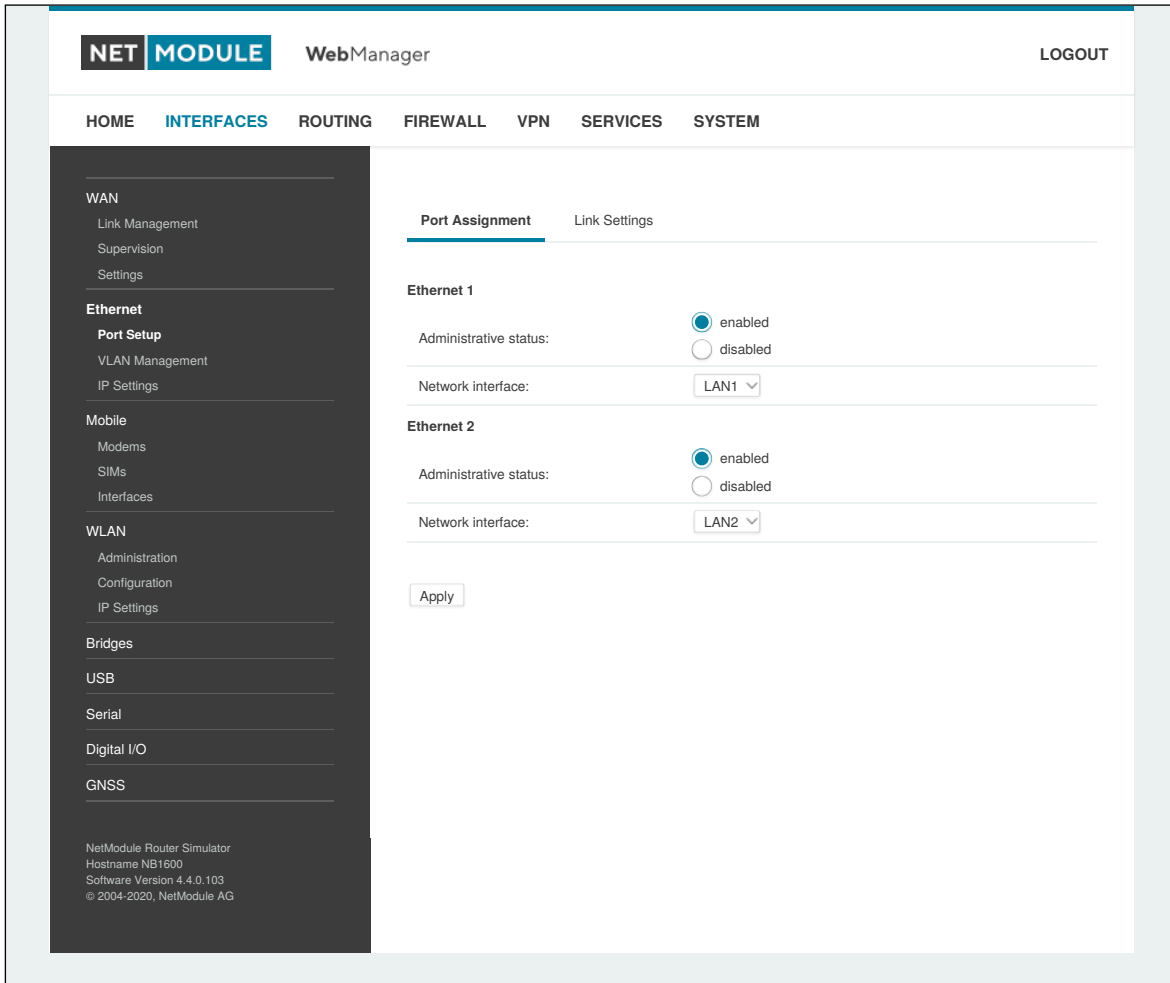 NET MODULE WebManager LOGOUT
HOME INTERFACES ROUTING FIREWALL VPN SERVICES SYSTEM
WAN
Link Management
Supervision
Settings
Ethernet
Port Setup
VLAN Management
IP Settings
Mobile
Modems
SIMs
Interfaces
WLAN
Administration
Configuration
IP Settings
Bridges
USB
Serial
Digital I/O
GNSS
NetModule Router Simulator
Hostname NB1600
Software Version 4.4.0.103
© 2004-2020, NetModule AG
Port Assignment Link Settings
Ethernet 1
Administrative status:
enabled
disabled
Network interface: LAN1
Ethernet 2
Administrative status:
enabled
disabled
Network interface: LAN2
Apply